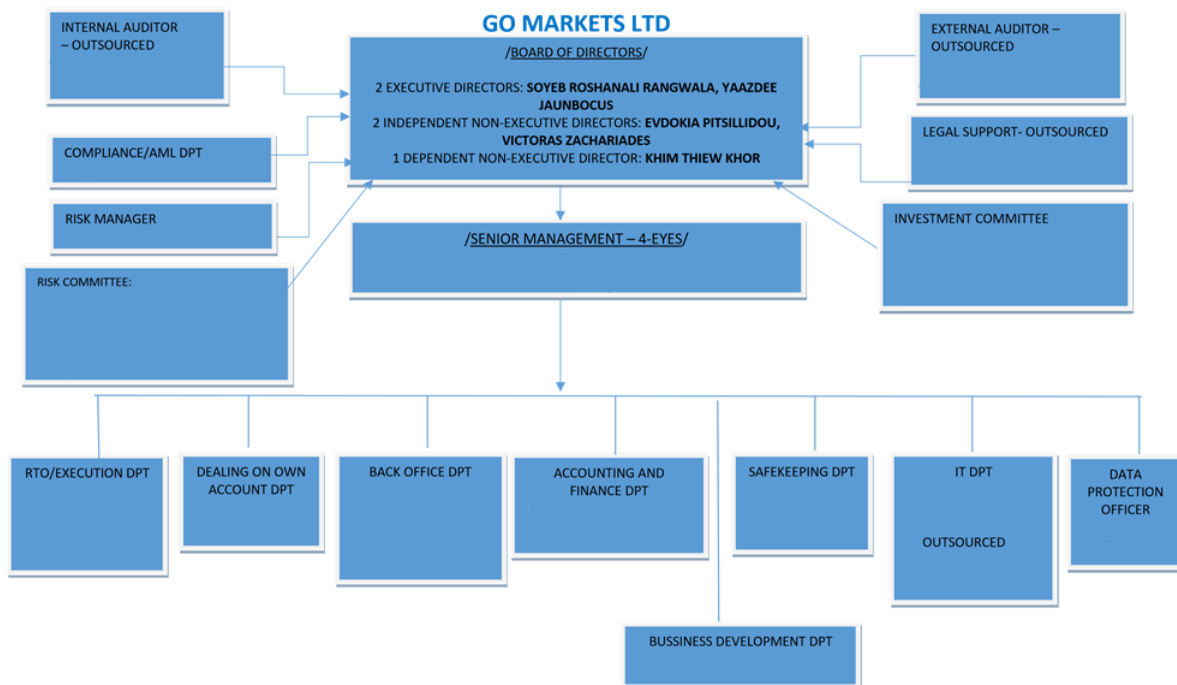 GO MARKETS LTD
INTERNAL AUDITOR
– OUTSOURCED
/BOARD OF DIRECTORS/
2 EXECUTIVE DIRECTORS: SOYEB ROSHANALI RANGWALA, YAAZDEE
JAUNBOCUS
2 INDEPENDENT NON-EXECUTIVE DIRECTORS: EVDOKIA PITSILLIDOU,
VICTORAS ZACHARIADES
1 DEPENDENT NON-EXECUTIVE DIRECTOR: KHIM THIEW KHOR
EXTERNAL AUDITOR –
OUTSOURCED
COMPLIANCE/AML DPT
LEGAL SUPPORT- OUTSOURCED
RISK MANAGER
/SENIOR MANAGEMENT – 4-EYES/
INVESTMENT COMMITTEE
RISK COMMITTEE:
RTO/EXECUTION DPT
DEALING ON OWN
ACCOUNT DPT
BACK OFFICE DPT
ACCOUNTING AND
FINANCE DPT
SAFEKEEPING DPT
IT DPT
OUTSOURCED
DATA
PROTECTION
OFFICER
BUSSINESS DEVELOPMENT DPT